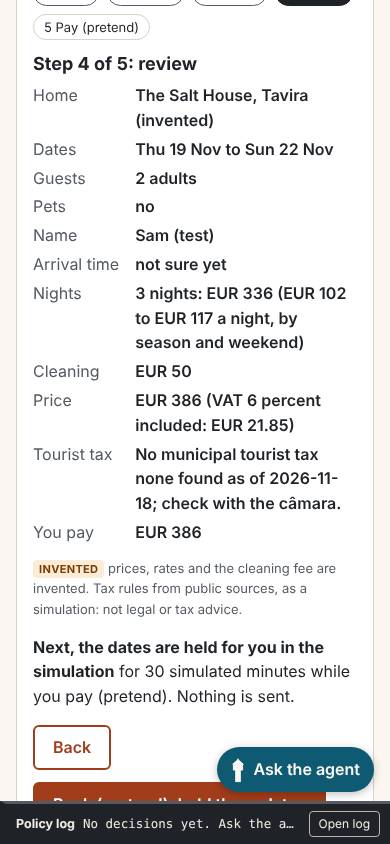 5 Pay (pretend)
Step 4 of 5: review
Home The Salt House, Tavira
(invented)
Dates Thu 19 Nov to Sun 22 Nov
Guests 2 adults
Pets no
Name Sam (test)
Arrival time not sure yet
Nights 3 nights: EUR 336 (EUR 102
to EUR 117 a night, by
season and weekend)
Cleaning EUR 50
Price EUR 386 (VAT 6 percent
included: EUR 21.85)
Tourist tax No municipal tourist tax
none found as of 2026-11-
18; check with the câmara.
You pay EUR 386
INVENTED prices, rates and the cleaning fee are
invented. Tax rules from public sources, as a
simulation: not legal or tax advice.
Next, the dates are held for you in the
simulation for 30 simulated minutes while
you pay (pretend). Nothing is sent.
Back
Ask the agent
Policy log No decisions yet. Ask the a…
Open log